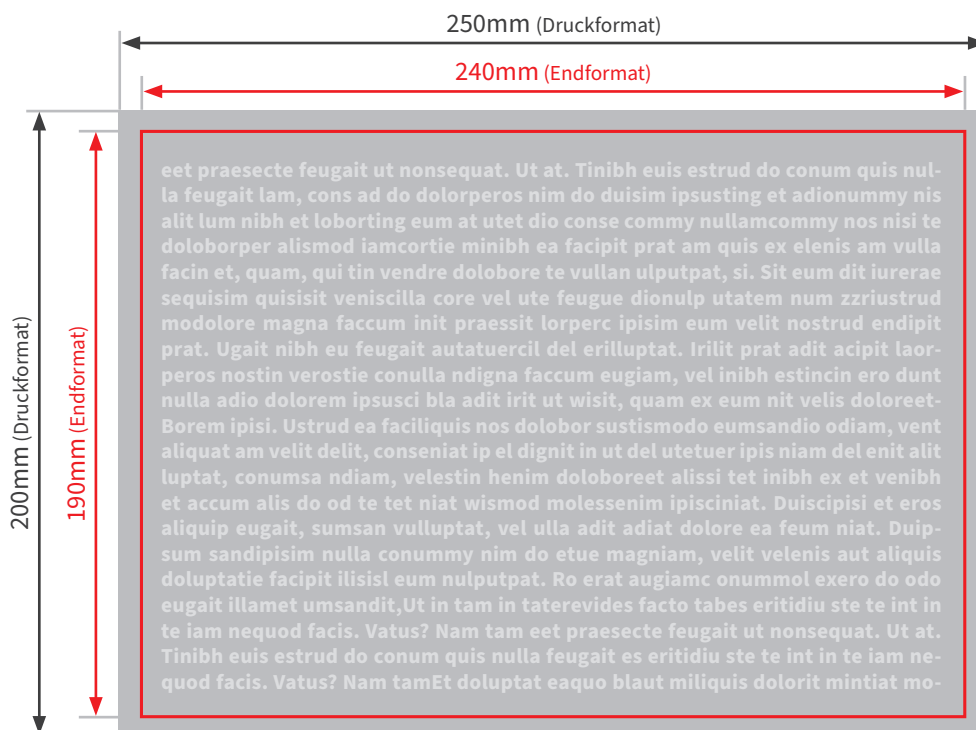 250mm (Druckformat)
240mm (Endformat)
200mm (Druckformat)
190mm (Endformat)
eet praesecte feugait ut nonsequat. Ut at. Tinibh euis estrud do conum quis nul-
la feugait lam, cons ad do dolorperos nim do duisim ipsusting et adionummy nis
alit lum nibh et loborting eum at utet dio conse commy nullamcommy nos nisi te
doloborper alismod iamcortie minibh ea facipit prat am quis ex elenis am vulla
facin et, quam, qui tin vendre dolobore te vullan ulputpat, si. Sit eum dit iurerae
sequisim quisisit veniscilla core vel ute feugue dionulp utatem num zzriustrud
modolore magna faccum init praessit lorperc ipisim eum velit nostrud endipit
prat. Ugait nibh eu feugait autatuercil del erilluptat. Irilit prat adit acipit laor-
peros nostin verostie conulla ndigna faccum eugiam, vel inibh estincin ero dunt
nulla adio dolorem ipsusci bla adit irit ut wisit, quam ex eum nit velis doloreet-
Borem ipisi. Ustrud ea faciliquis nos dolobor sustismodo eumsandio odiam, vent
aliquat am velit delit, conseniat ip el dignit in ut del utetuer ipisniam del enit alit
luptat, conumsa ndiam, velestin henim doloboreet alissi tet inibh ex et venibh
et accum alis do od te tet niat wismod molessenim ipisciniat. Duiscipisi et eros
aliquip eugait, sumsan vulluptat, vel ulla adit adiat dolore ea feum niat. Duip-
sum sandipisim nulla conummy nim do etue magniam, velit velenis aut aliquis
doluptatie facipit ilisisl eum nulputpat. Ro erat augiamc onummol exero do odo
eugait illamet umsandit,Ut in tam in taterevides facto tabes eritidiu ste te int in
te iam nequod facis. Vatus? Nam tam eet praesecte feugait ut nonsequat. Ut at.
Tinibh euis estrud do conum quis nulla feugait es eritidiu ste te int in te iam ne-
quod facis. Vatus? Nam tamEt doluptat eaquo blaut miliquis dolorit mintiat mo-